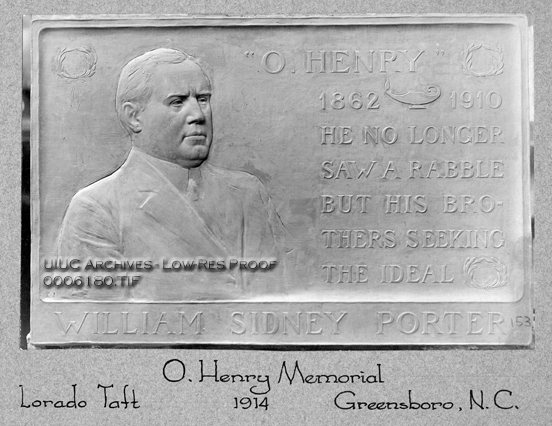 "O. HENRY"
1862 1910
HE NO LONGER
SAW A RABBLE
BUT HIS BRO-
THERS SEEKING
THE IDEAL
UIUC ARCHIVES - LOW-RES PROOF
0006180.TIF
WILLIAM SIDNEY PORTER
153
O. Henry Memorial
Lorado Taft 1914 Greensboro, N.C.